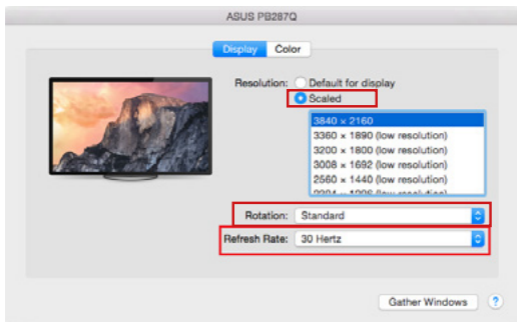 ASUS PB287Q
Display Color
Resolution: Default for display
Scaled
3840 × 2160
3360 × 1890 (low resolution)
3200 × 1800 (low resolution)
3008 × 1692 (low resolution)
2560 × 1440 (low resolution)
Rotation: Standard
Refresh Rate: 30 Hertz
Gather Windows ?